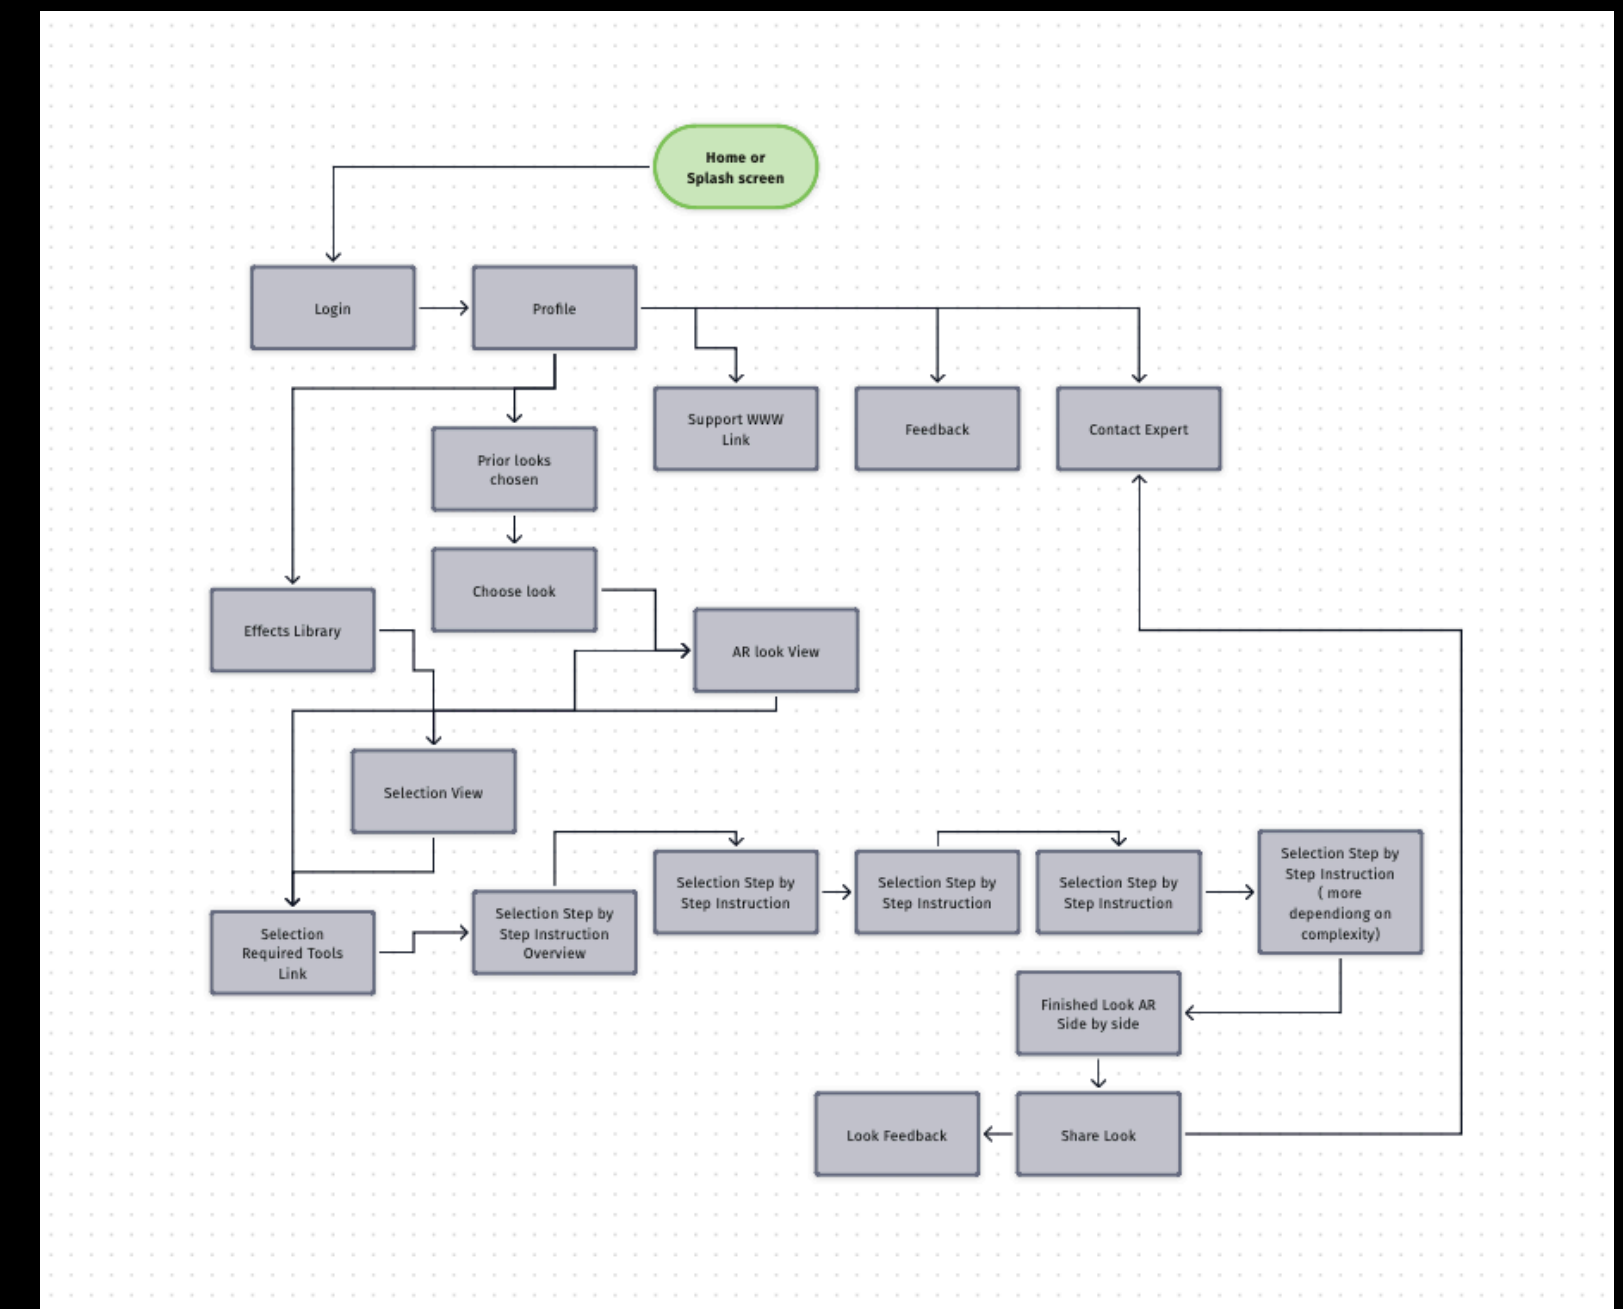 Home or
Splash screen
Login
Profile
Support WWW
Link
Feedback
Contact Expert
Prior looks
chosen
Choose look
Effects Library
AR look View
Selection View
Selection Step by
Step Instruction
Selection Step by
Step Instruction
Selection Step by
Step Instruction
Selection Step by
Step Instruction
( more
dependiong on
complexity)
Selection
Required Tools
Link
Selection Step by
Step Instruction
Overview
Finished Look AR
Side by side
Look Feedback
Share Look